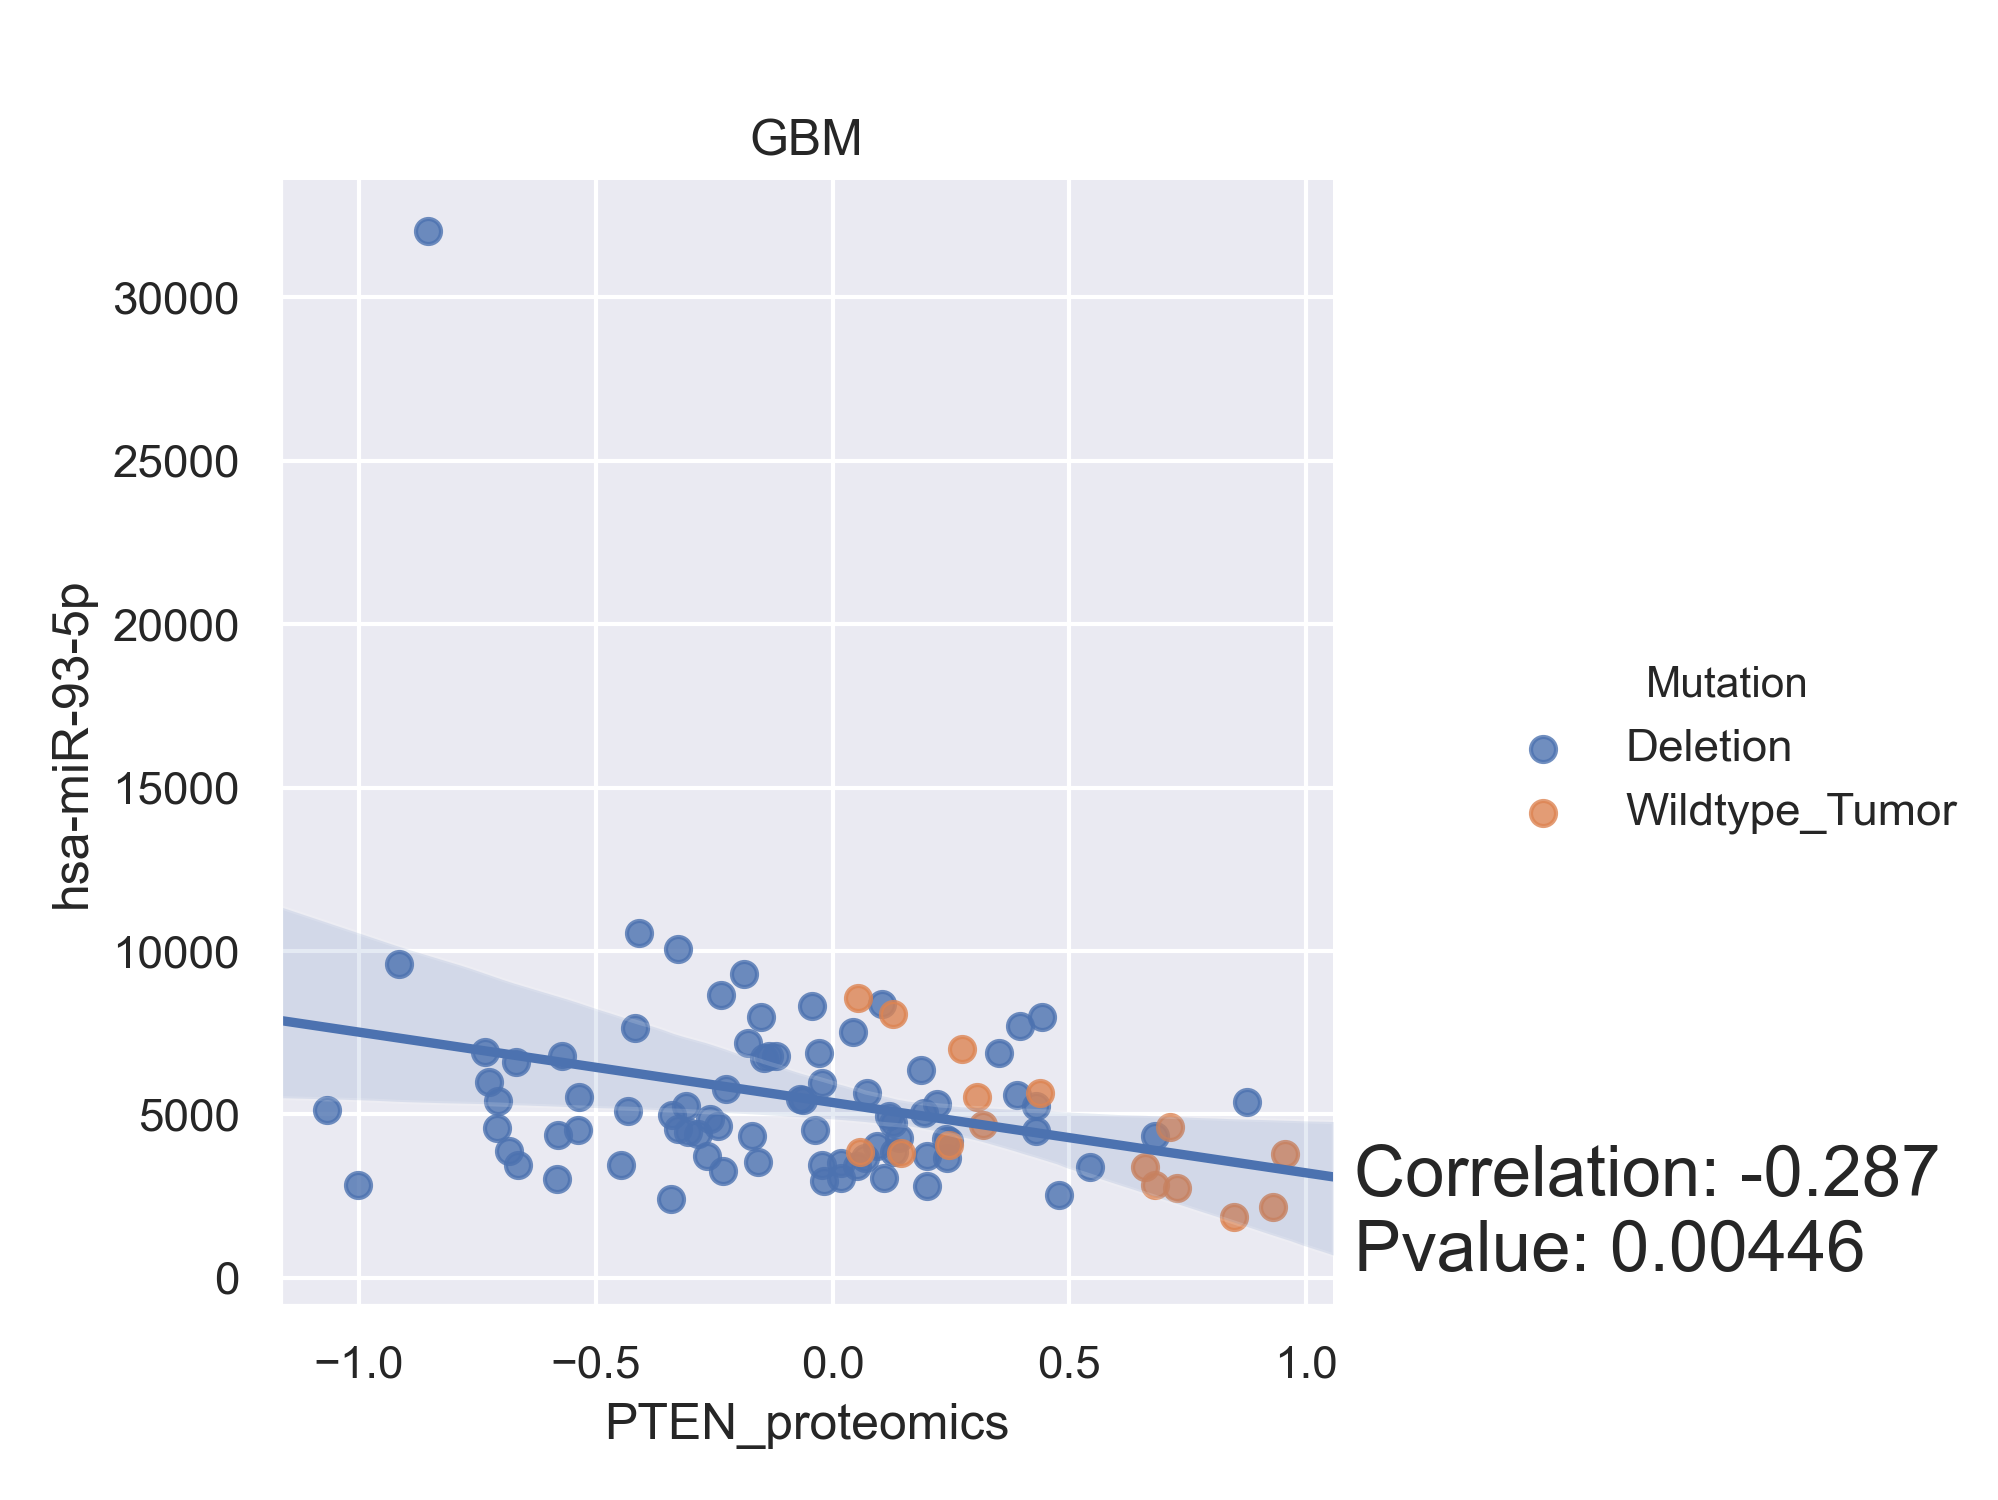 GBM
30000
25000
20000
15000
10000
5000
0
hsa-miR-93-5p
−1.0
−0.5
0.0
0.5
1.0
PTEN_proteomics
Mutation
Deletion
Wildtype_Tumor
Correlation: -0.287
Pvalue: 0.00446